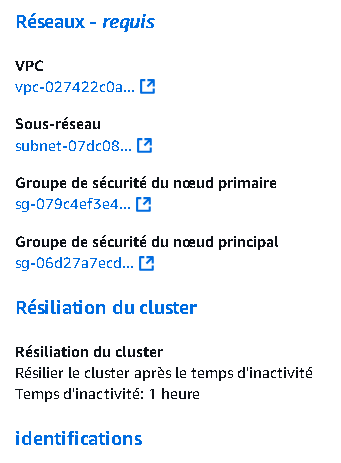 Réseaux - requis
VPC
vpc-027422c0a...
Sous-réseau
subnet-07dc08...
Groupe de sécurité du nœud primaire
sg-079c4ef3e4...
Groupe de sécurité du nœud principal
sg-06d27a7ecd...
Résiliation du cluster
Résiliation du cluster
Résilier le cluster après le temps d'inactivité
Temps d'inactivité: 1 heure
identifications